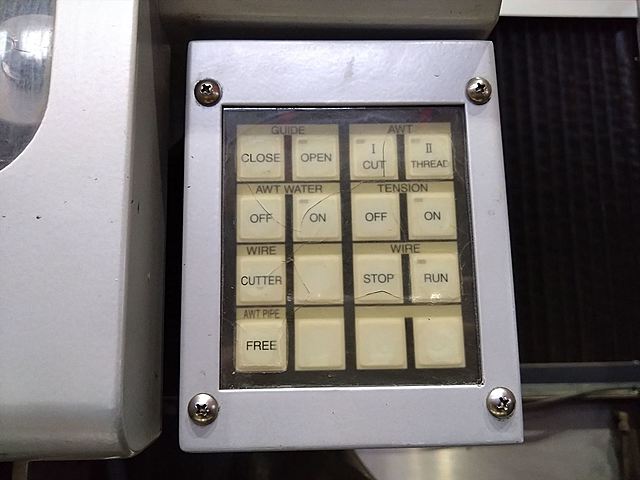 GUIDE AWT
CLOSE OPEN I CUT II THREAD
AWT WATER TENSION
OFF ON OFF ON
WIRE WIRE
CUTTER STOP RUN
AWT PIPE
FREE